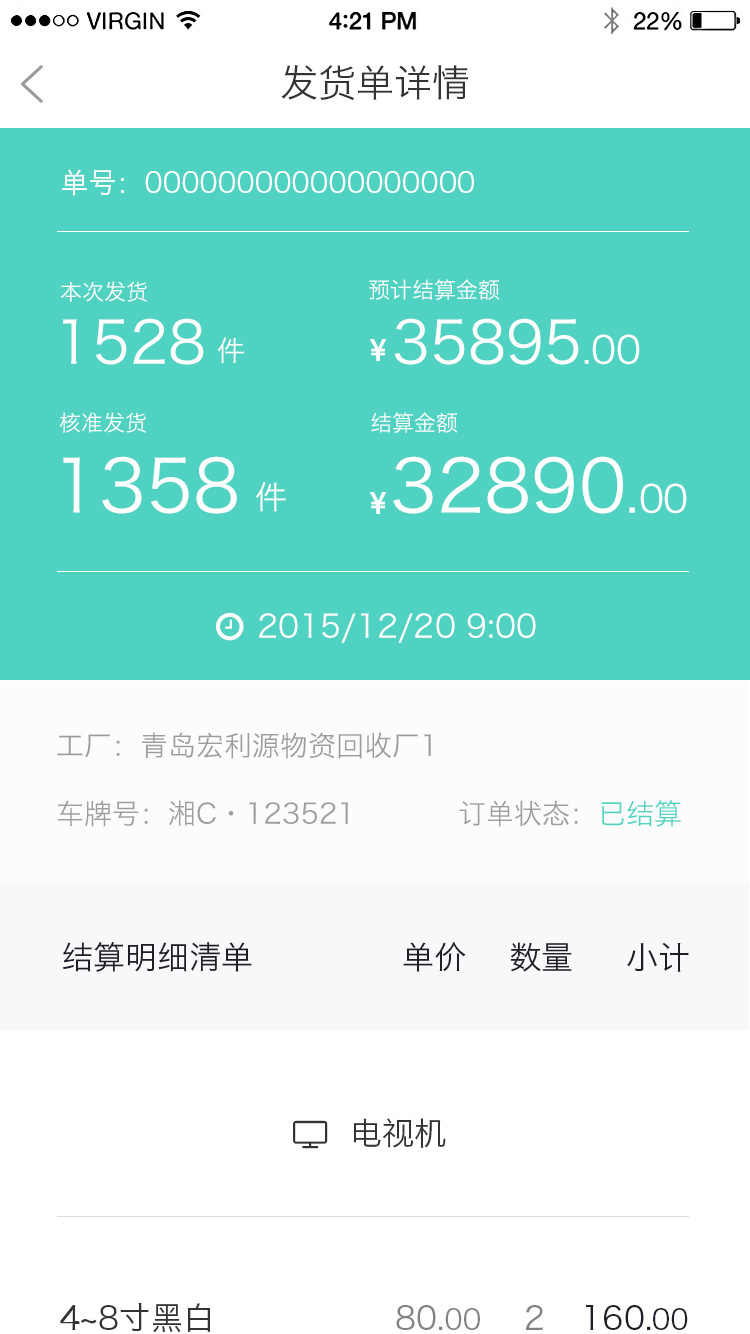 VIRGIN 4:21 PM 22%
发货单详情
单号：000000000000000000
本次发货 预计结算金额
1528 件 ¥35895.00
核准发货 结算金额
1358 件 ¥32890.00
2015/12/20 9:00
工厂：青岛宏利源物资回收厂1
车牌号：湘C·123521 订单状态：已结算
结算明细清单 单价 数量 小计
电视机
4~8寸黑白 80.00 2 160.00